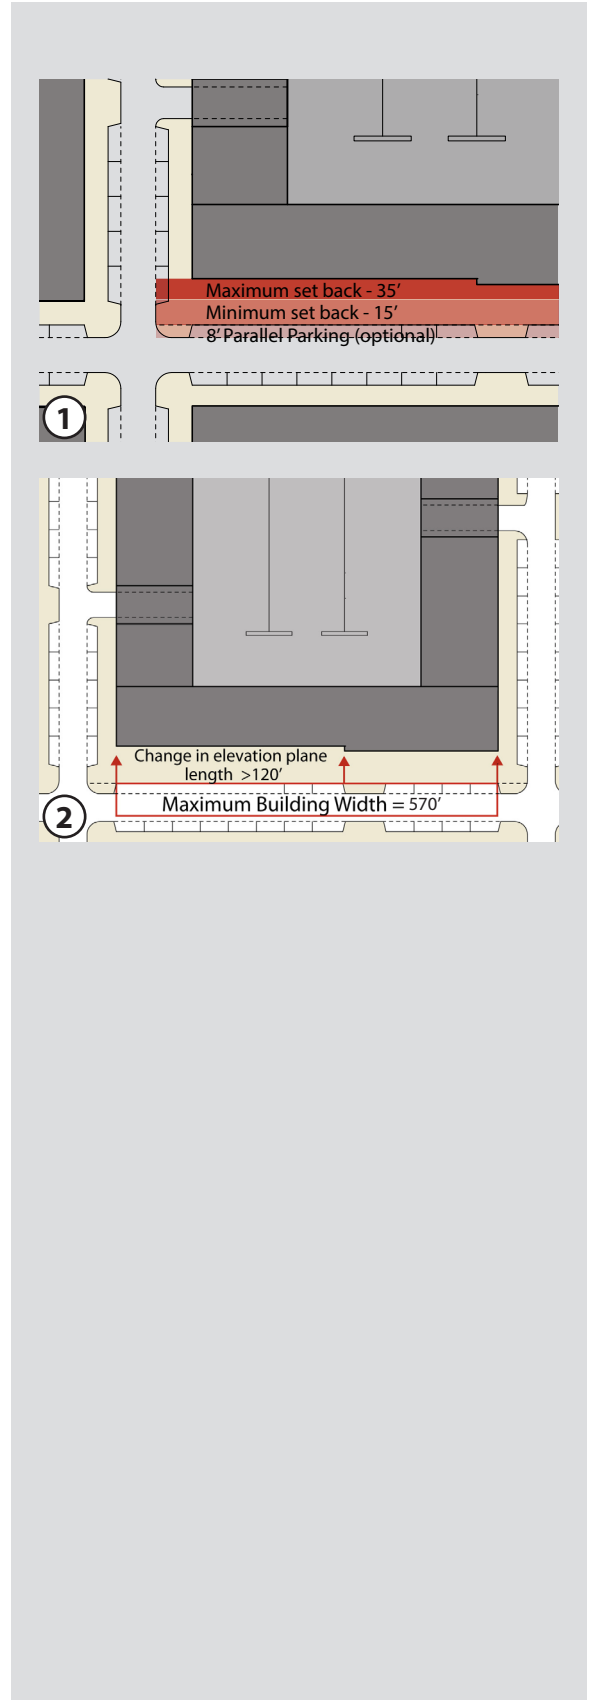 Maximum set back - 35’
Minimum set back - 15’
8’ Parallel Parking (optional)
1
Change in elevation plane
length >120’
Maximum Building Width = 570’
2